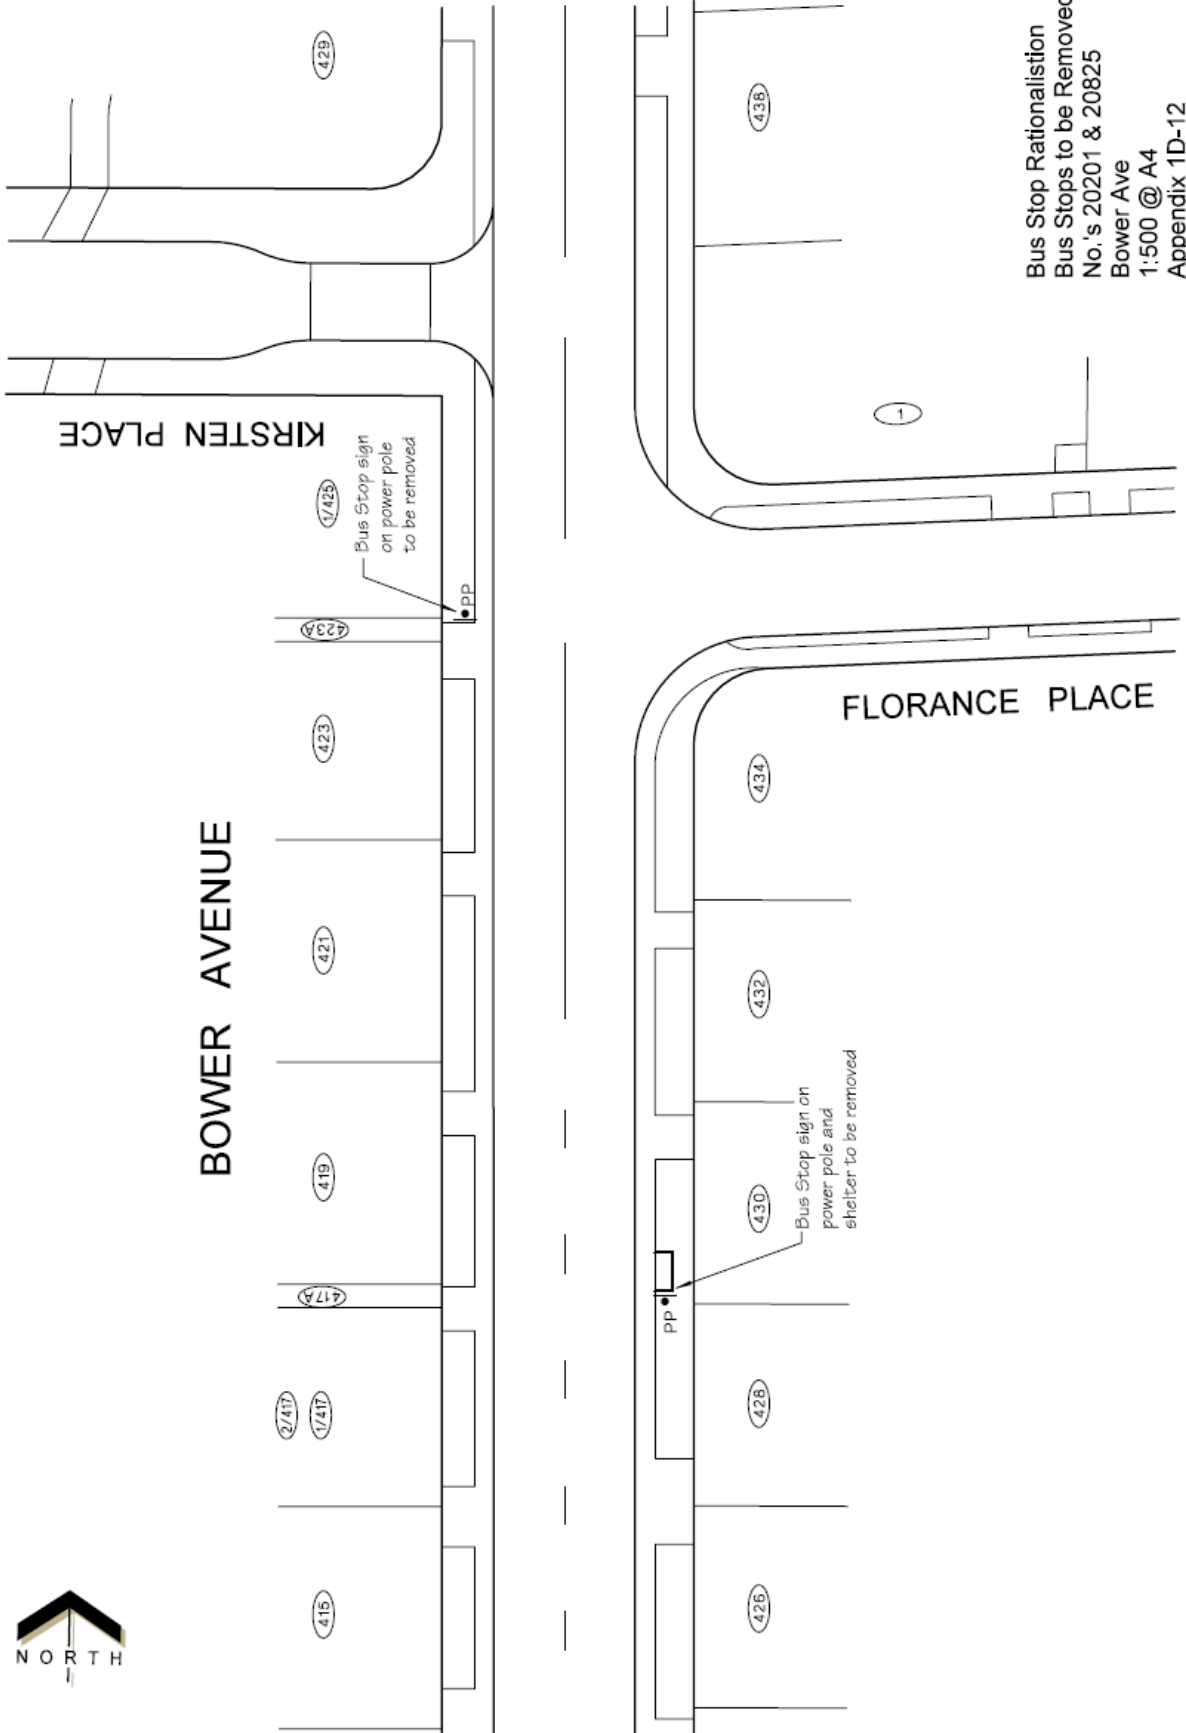 Bus Stop Rationalistion
Bus Stops to be Removed
No.'s 20201 & 20825
Bower Ave
1:500 @ A4
Appendix 1D-12
429
438
KIRSTEN PLACE
1
1/425
Bus Stop sign
on power pole
to be removed
PP
423A
FLORANCE PLACE
423
434
BOWER AVENUE
421
432
419
430
Bus Stop sign on
power pole and
shelter to be removed
PP
417A
2/417
1/417
428
415
426
NORTH